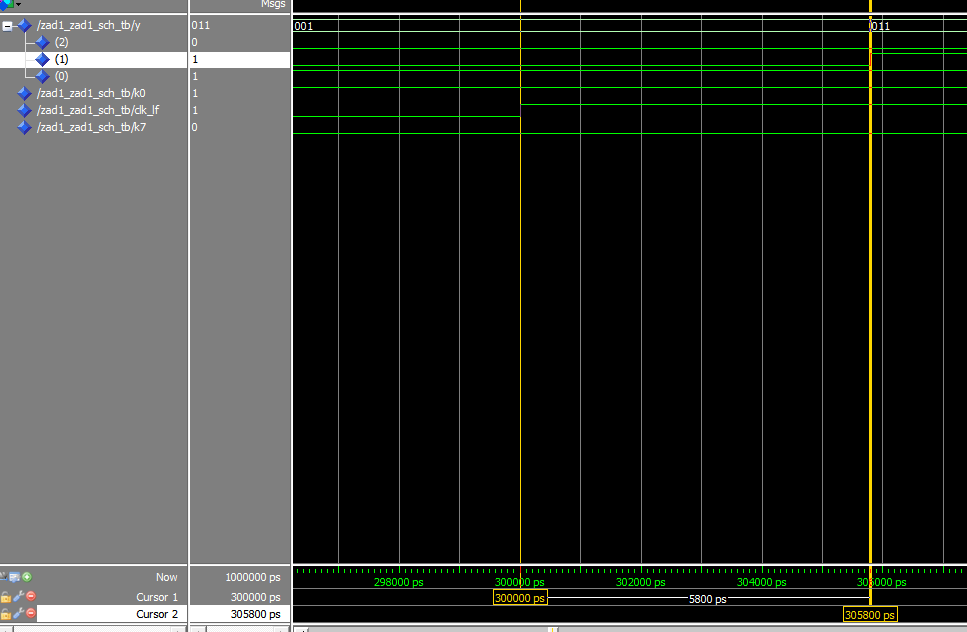 Msgs
/zad1_zad1_sch_tb/y 011 001 011
(2) 0
(1) 1
(0) 1
/zad1_zad1_sch_tb/k0 1
/zad1_zad1_sch_tb/clk_lf 1
/zad1_zad1_sch_tb/k7 0
Now 1000000 ps 298000 ps 300000 ps 302000 ps 304000 ps 306000 ps
Cursor 1 300000 ps 300000 ps 5800 ps
Cursor 2 305800 ps 305800 ps